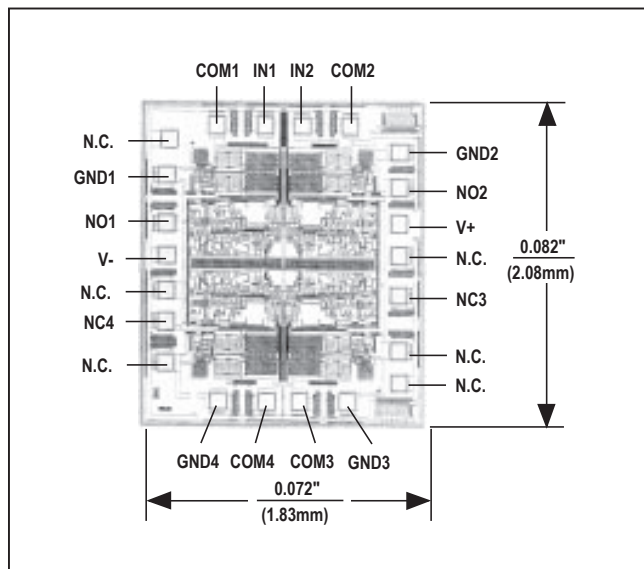 COM1 IN1 IN2 COM2
N.C.
GND1
NO1
V-
N.C.
NC4
N.C.
GND2
NO2
V+
N.C.
NC3
N.C.
N.C.
0.082"
(2.08mm)
GND4 COM4 COM3 GND3
0.072"
(1.83mm)